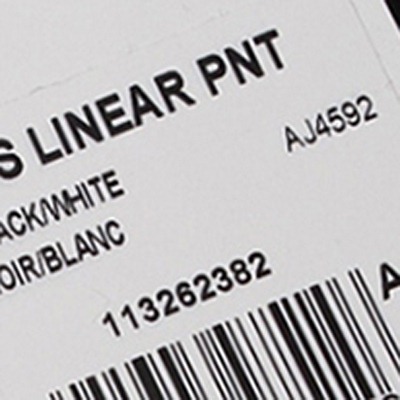 S LINEAR PNT
AJ4592
ACK/WHITE
OIR/BLANC
113262382
A